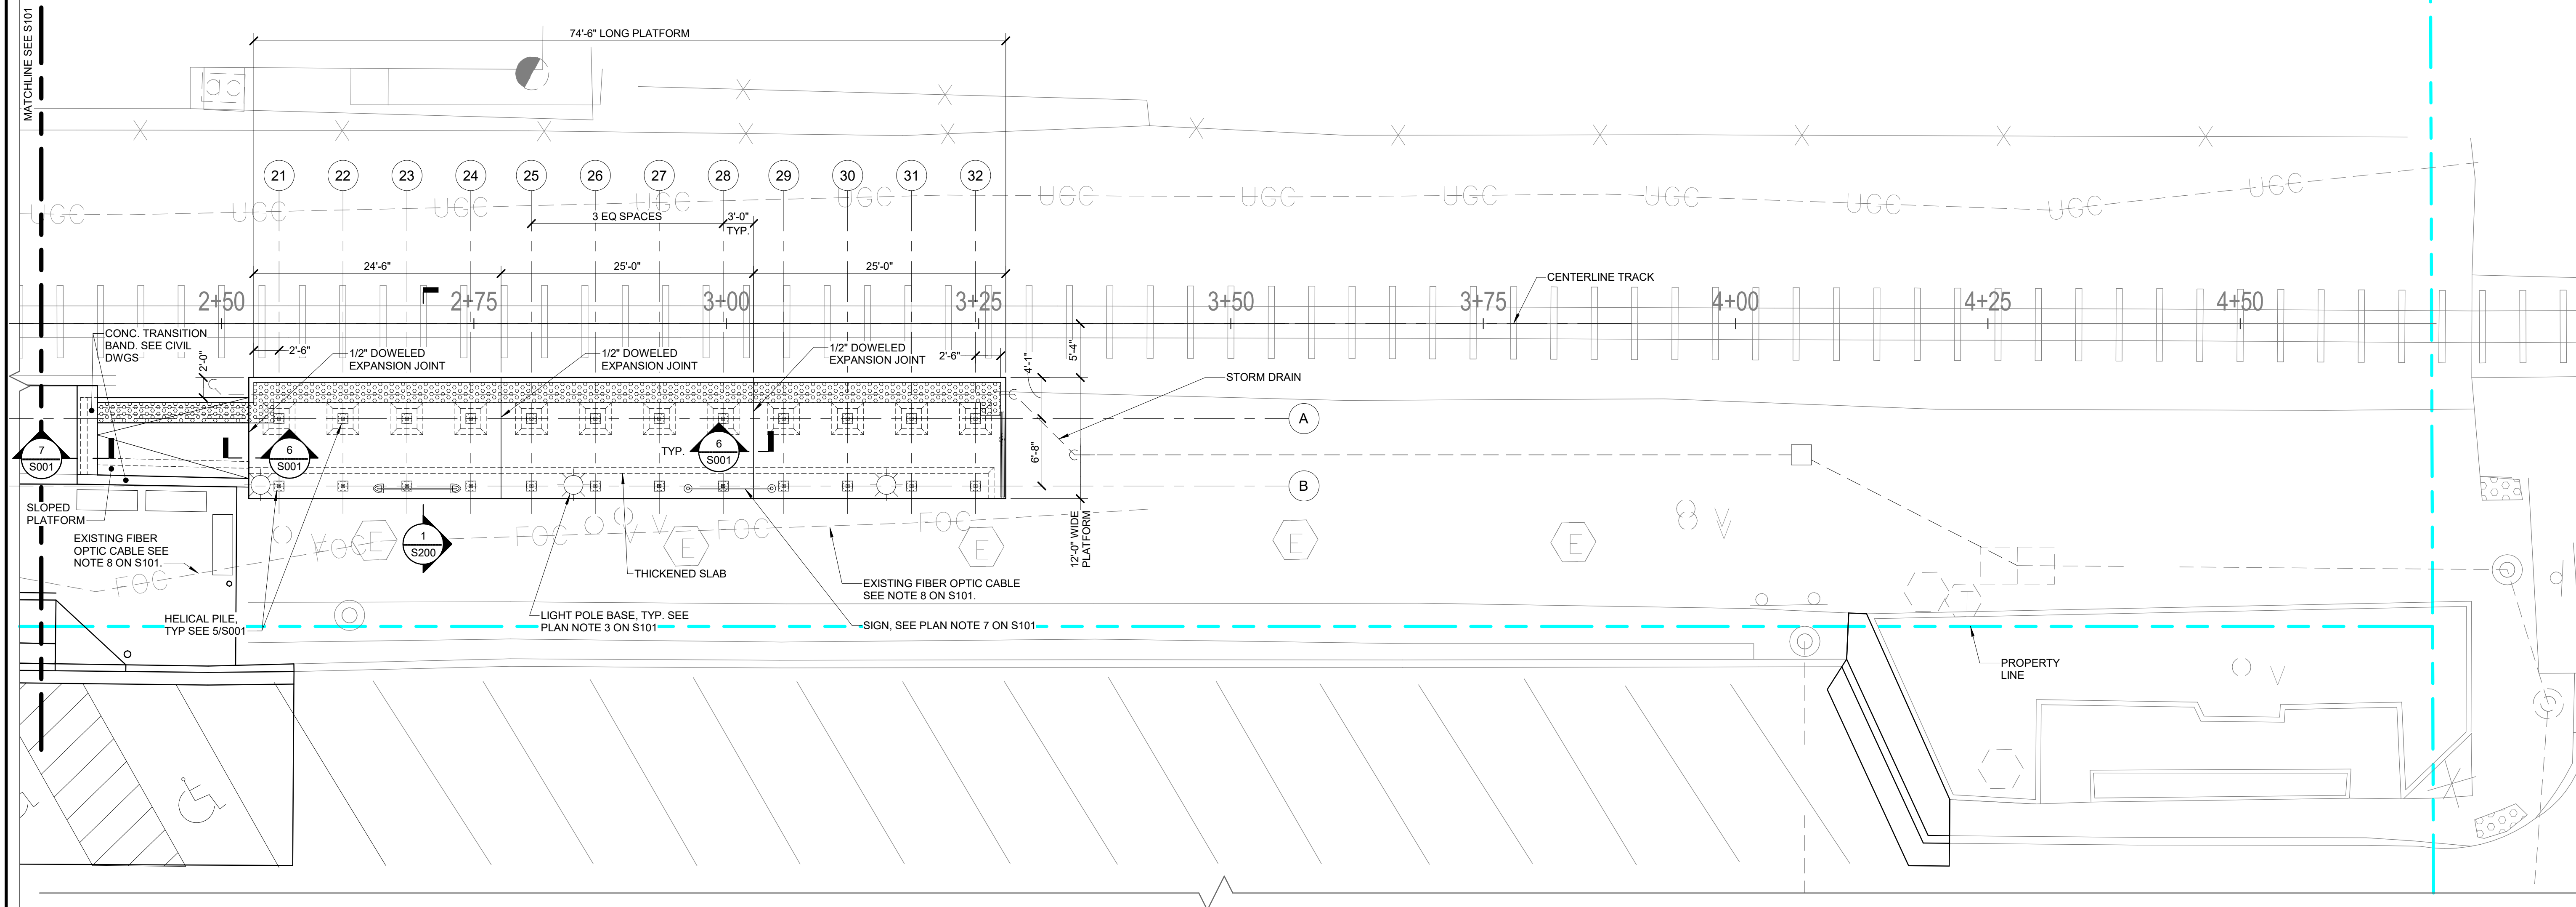 MATCHLINE SEE S101
74'-6" LONG PLATFORM
21
22
23
24
25
26
27
28
29
30
31
32
UGC
UGC
UGC
UGC
UGC
UGC
UGC
UGC
UGC
UGC
UGC
UGC
3 EQ SPACES
3'-0"
TYP.
24'-6"
25'-0"
25'-0"
CENTERLINE TRACK
2+50
2+75
3+00
3+25
3+50
3+75
4+00
4+25
4+50
CONC. TRANSITION
BAND. SEE CIVIL
DWGS
2'-0"
2'-6"
1/2" DOWELED
EXPANSION JOINT
1/2" DOWELED
EXPANSION JOINT
1/2" DOWELED
EXPANSION JOINT
2'-6"
4'-1"
5'-4"
STORM DRAIN
A
6'-8"
B
7
S001
6
S001
TYP.
6
S001
SLOPED
PLATFORM
EXISTING FIBER
OPTIC CABLE SEE
NOTE 8 ON S101.
FOC
FOC
FOC
FOC
FOC
E
E
E
E
E
1
S200
12'-0" WIDE
PLATFORM
THICKENED SLAB
EXISTING FIBER OPTIC CABLE
SEE NOTE 8 ON S101.
HELICAL PILE,
TYP SEE 5/S001
LIGHT POLE BASE, TYP. SEE
PLAN NOTE 3 ON S101
SIGN, SEE PLAN NOTE 7 ON S101
T
PROPERTY
LINE